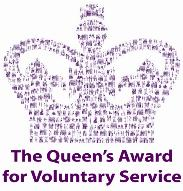 The Queen's Award
for Voluntary Service